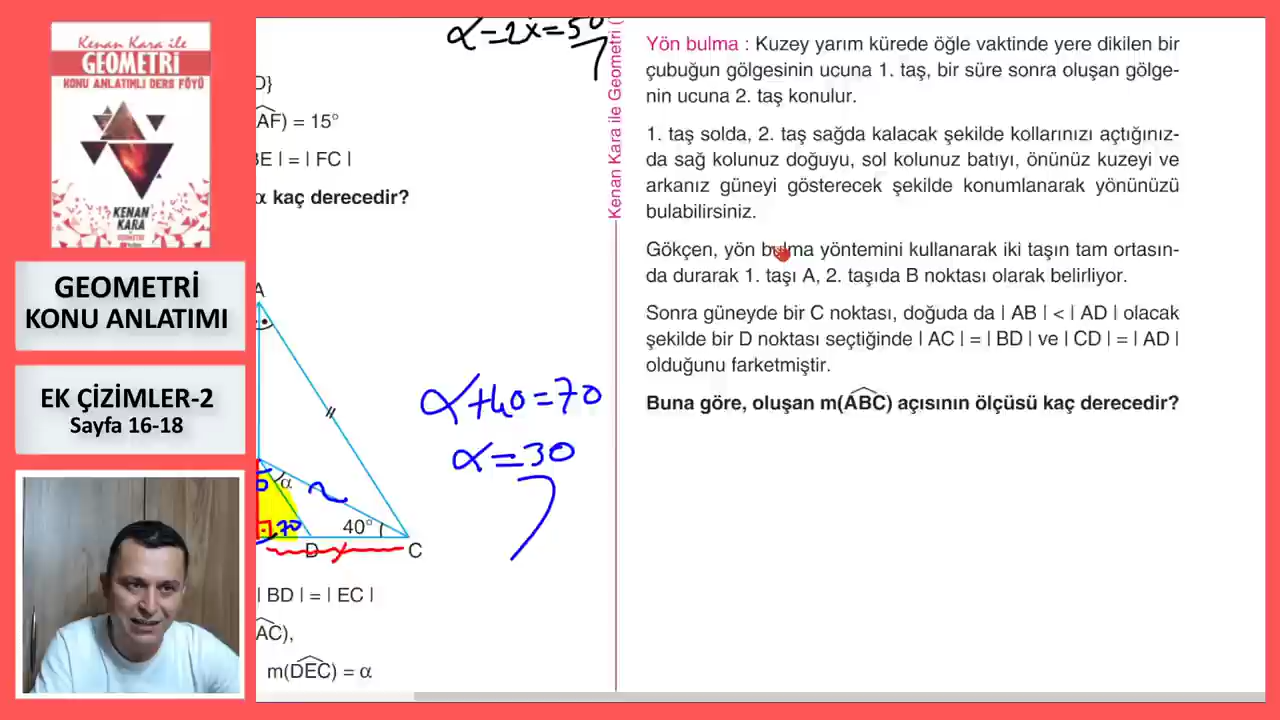 Kenan Kara ile
GEOMETRİ
KONU ANLATIMLI DERS FÖYÜ
KENAN
KARA
GEOMETRİ
KONU ANLATIMI
EK ÇİZİMLER-2
Sayfa 16-18
α-2x=50
D}
AF) = 15°
BE | = | FC |
α kaç derecedir?
A
α
40°
70
D
C
α+40=70
α=30
| BD | = | EC |
AC),
m(DEC) = α
Kenan Kara ile Geometri (
Yön bulma : Kuzey yarım kürede öğle vaktinde yere dikilen bir
çubuğun gölgesinin ucuna 1. taş, bir süre sonra oluşan gölge-
nin ucuna 2. taş konulur.
1. taş solda, 2. taş sağda kalacak şekilde kollarınızı açtığınız-
da sağ kolunuz doğuyu, sol kolunuz batıyı, önünüz kuzeyi ve
arkanız güneyi gösterecek şekilde konumlanarak yönünüzü
bulabilirsiniz.
Gökçen, yön bulma yöntemini kullanarak iki taşın tam ortasın-
da durarak 1. taşı A, 2. taşıda B noktası olarak belirliyor.
Sonra güneyde bir C noktası, doğuda da | AB | < | AD | olacak
şekilde bir D noktası seçtiğinde | AC | = | BD | ve | CD | = | AD |
olduğunu farketmiştir.
Buna göre, oluşan m(ABC) açısının ölçüsü kaç derecedir?